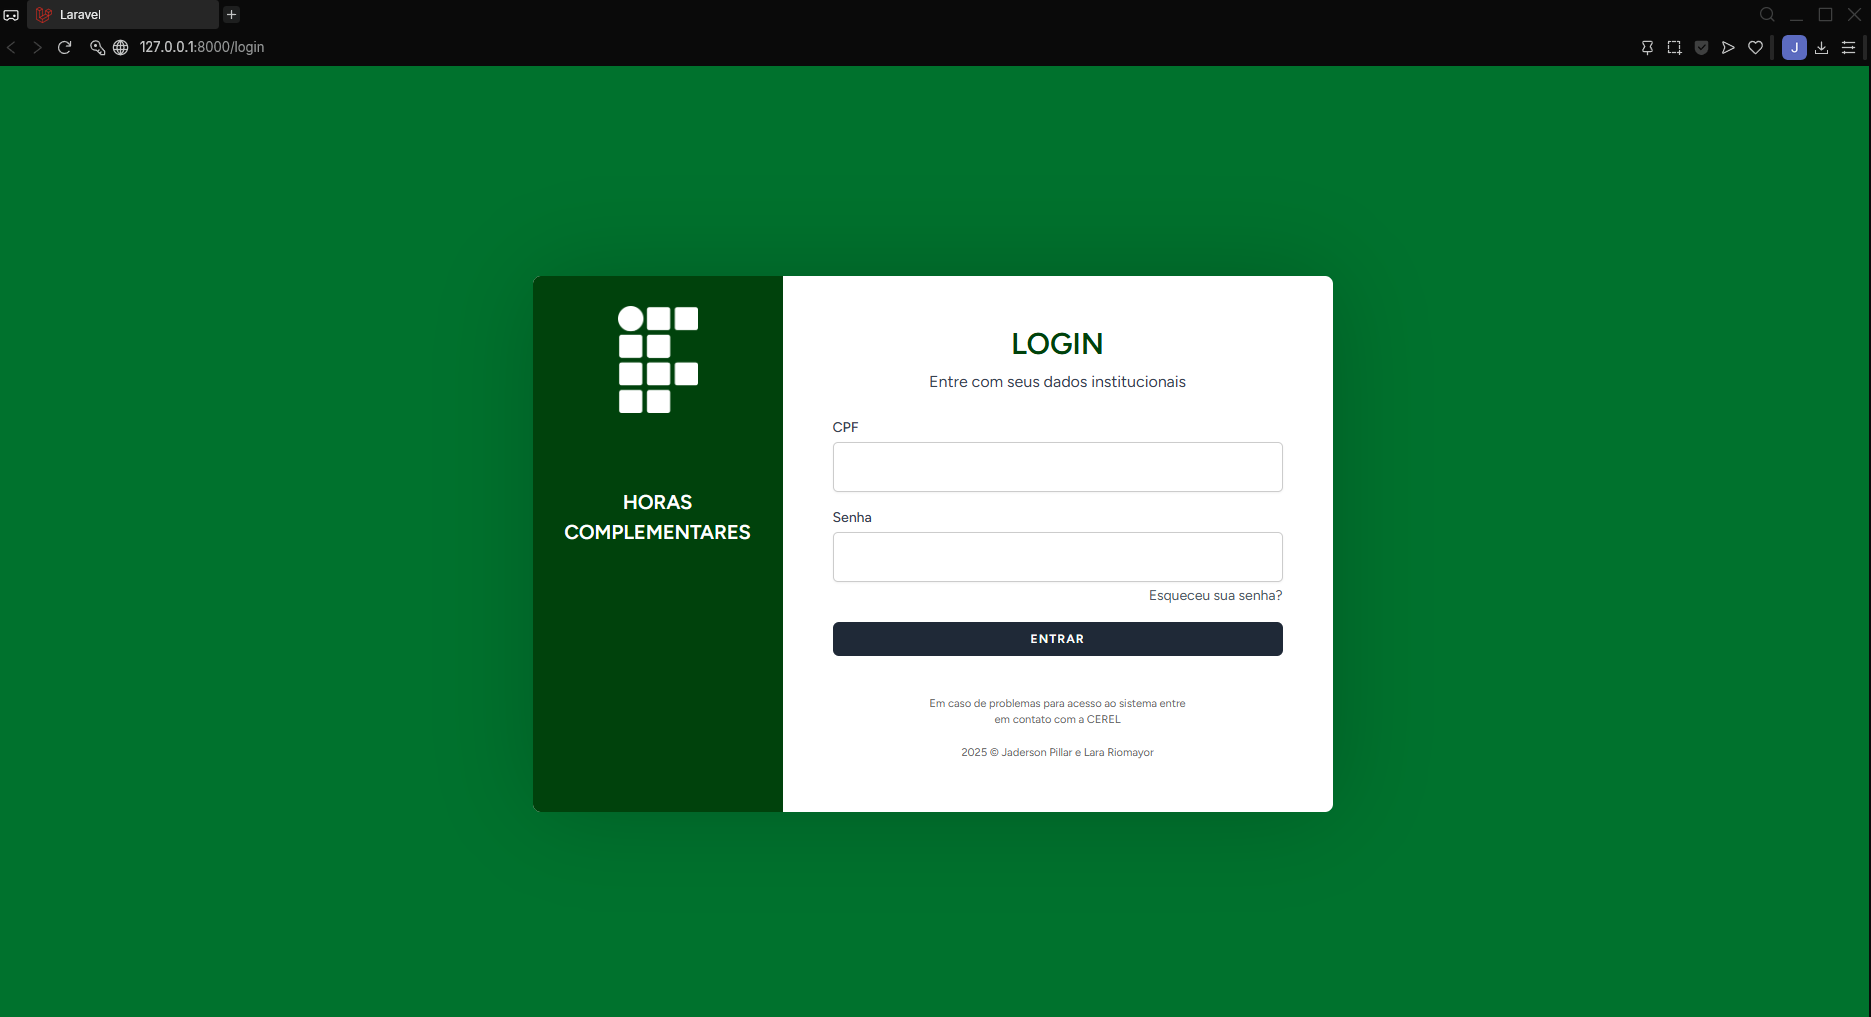 Laravel
127.0.0.1:8000/login
J
HORAS
COMPLEMENTARES
LOGIN
Entre com seus dados institucionais
CPF
Senha
Esqueceu sua senha?
ENTRAR
Em caso de problemas para acesso ao sistema entre
em contato com a CEREL
2025 © Jaderson Pillar e Lara Riomayor